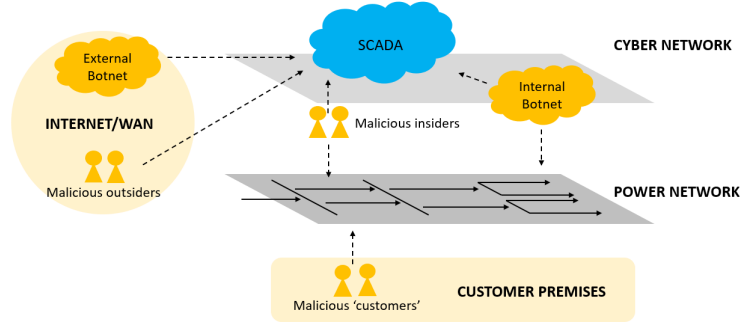 SCADA
CYBER NETWORK
External
Botnet
Internal
Botnet
INTERNET/WAN
Malicious insiders
Malicious outsiders
POWER NETWORK
CUSTOMER PREMISES
Malicious ‘customers’